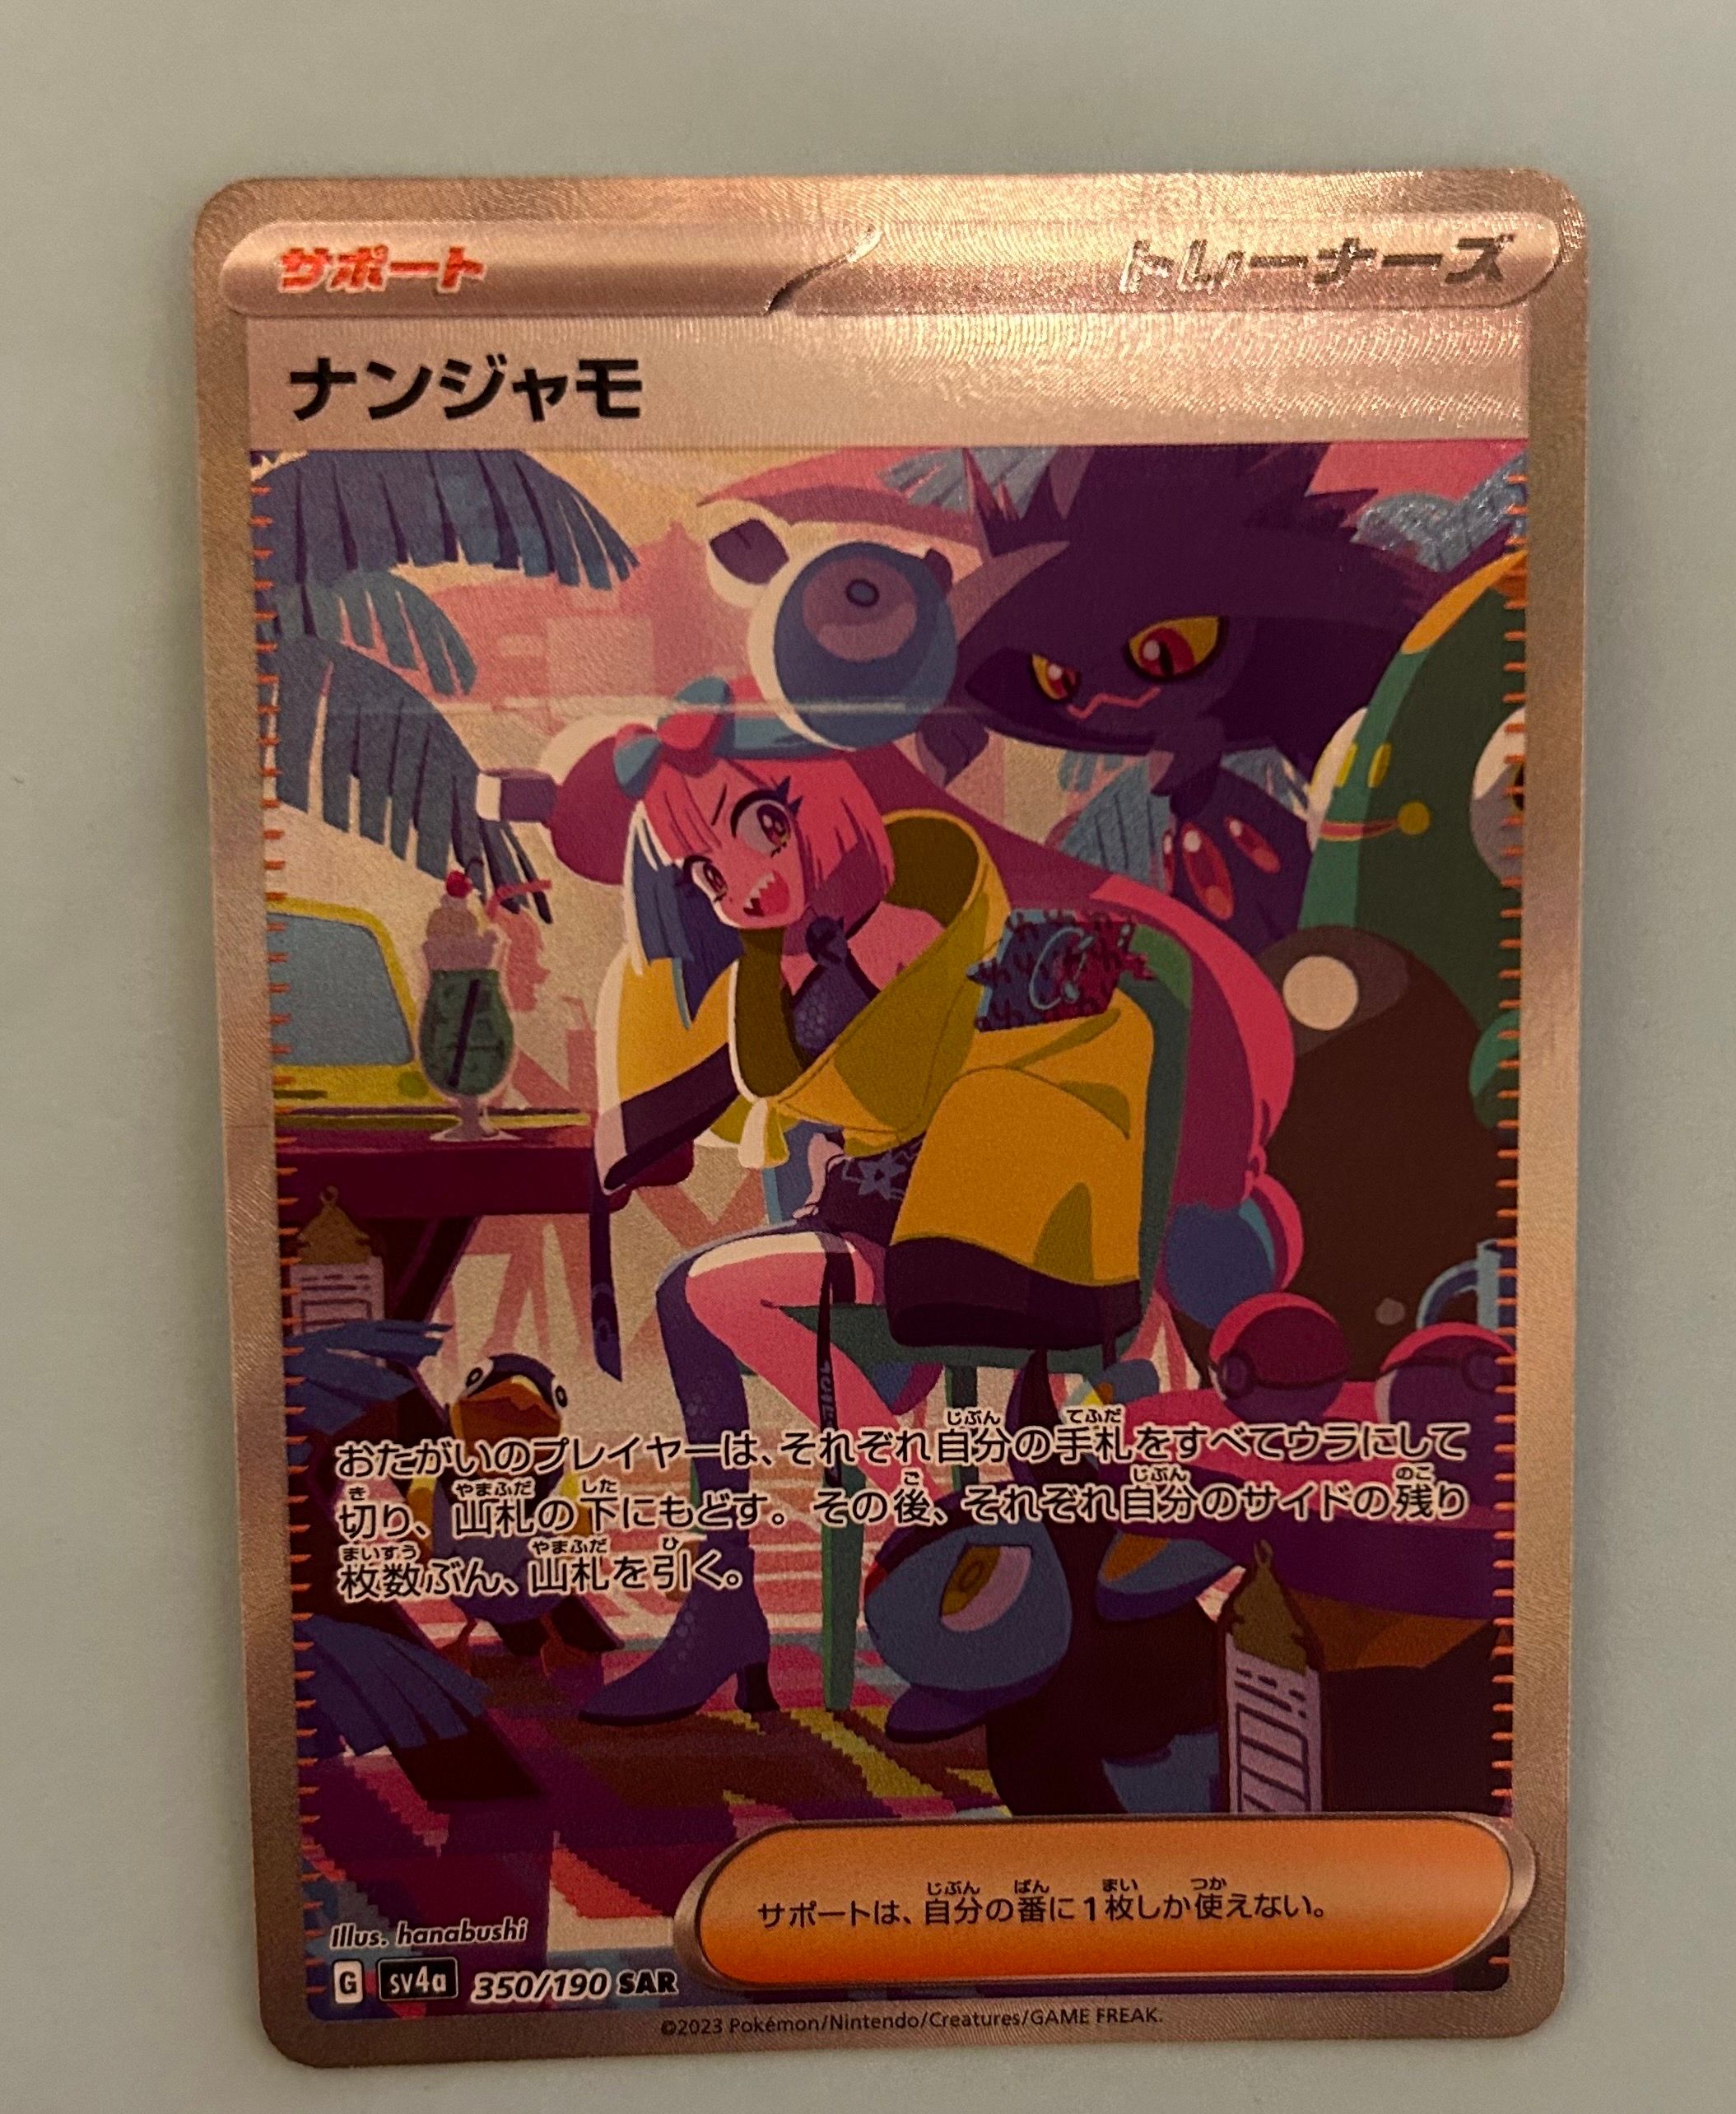 サポート
トレーナーズ
ナンジャモ
おたがいのプレイヤーは、それぞれ自分の手札をすべてウラにして
切り、山札の下にもどす。その後、それぞれ自分のサイドの残り
枚数ぶん、山札を引く。
サポートは、自分の番に1枚しか使えない。
Illus. hanabushi
G sv4a 350/190 SAR
©2023 Pokémon/Nintendo/Creatures/GAME FREAK.